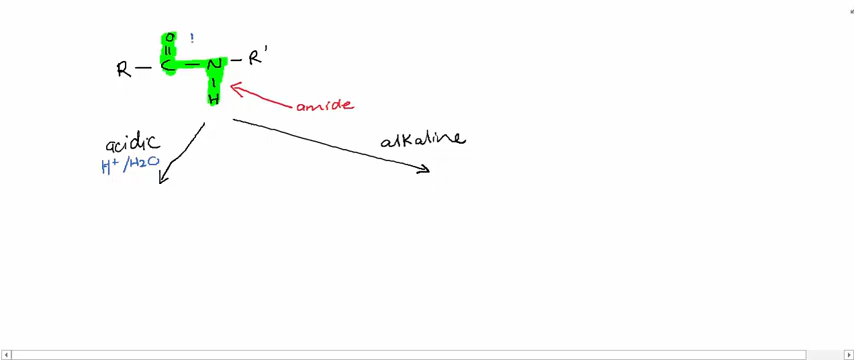 O
||
R — C — N — R'
|
H
amide
acidic
alkaline
H⁺/H2O